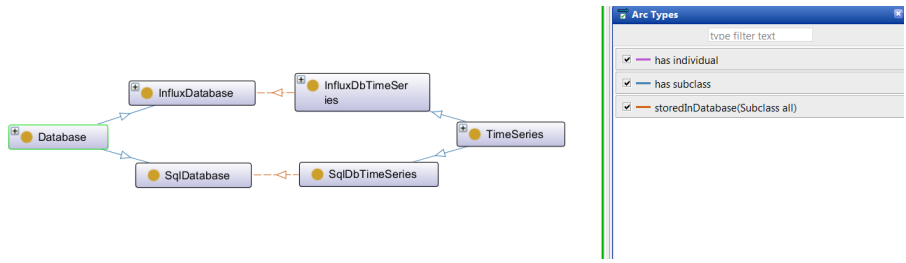 InfluxDatabase
InfluxDbTimeSer
ies
Database
TimeSeries
SqlDatabase
SqlDbTimeSeries
Arc Types
type filter text
has individual
has subclass
storedInDatabase(Subclass all)